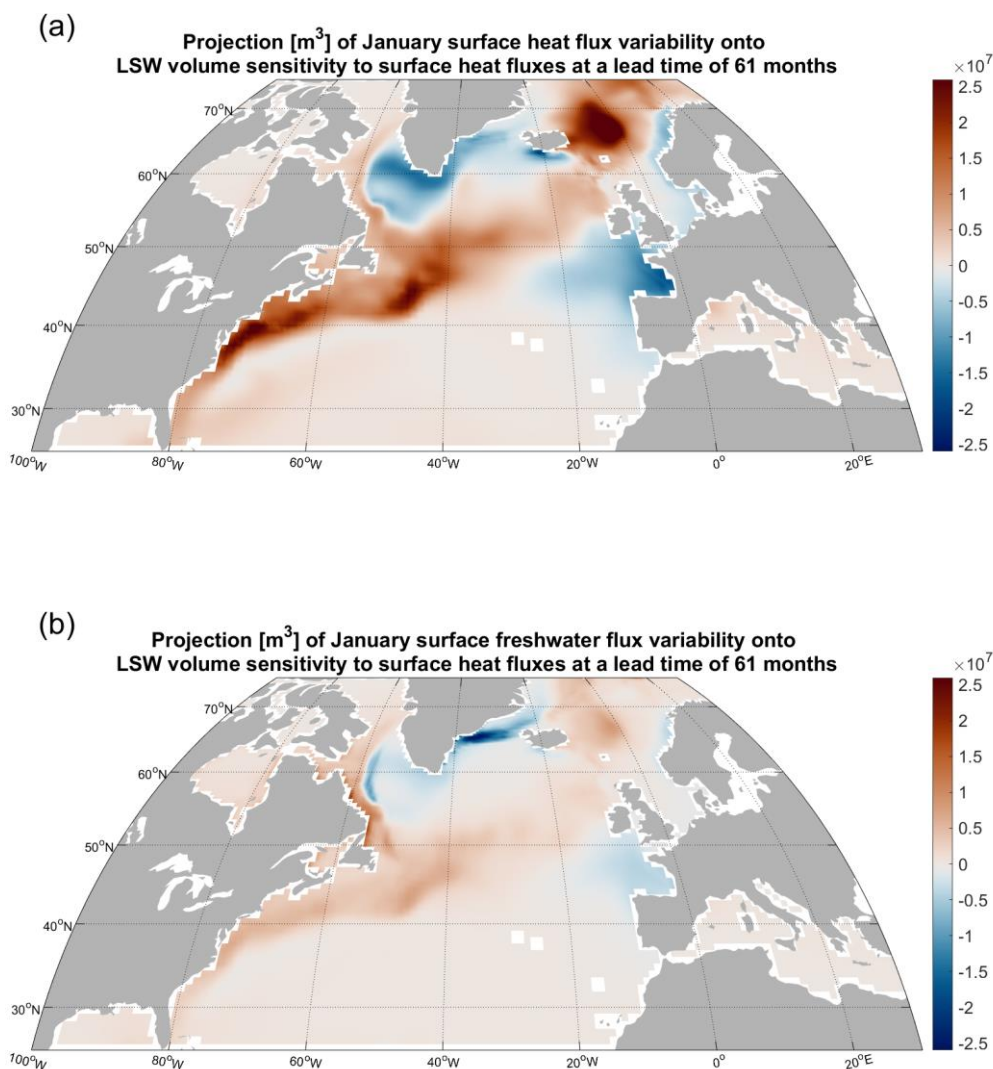 (a)
Projection [m³] of January surface heat flux variability onto
LSW volume sensitivity to surface heat fluxes at a lead time of 61 months
×10⁷
70°N
60°N
50°N
40°N
30°N
100°W
80°W
60°W
40°W
20°W
0°
20°E
2.5
2
1.5
1
0.5
0
-0.5
-1
-1.5
-2
-2.5
(b)
Projection [m³] of January surface freshwater flux variability onto
LSW volume sensitivity to surface heat fluxes at a lead time of 61 months
×10⁷
70°N
60°N
50°N
40°N
30°N
100°W
80°W
60°W
40°W
20°W
0°
20°E
2.5
2
1.5
1
0.5
0
-0.5
-1
-1.5
-2
-2.5